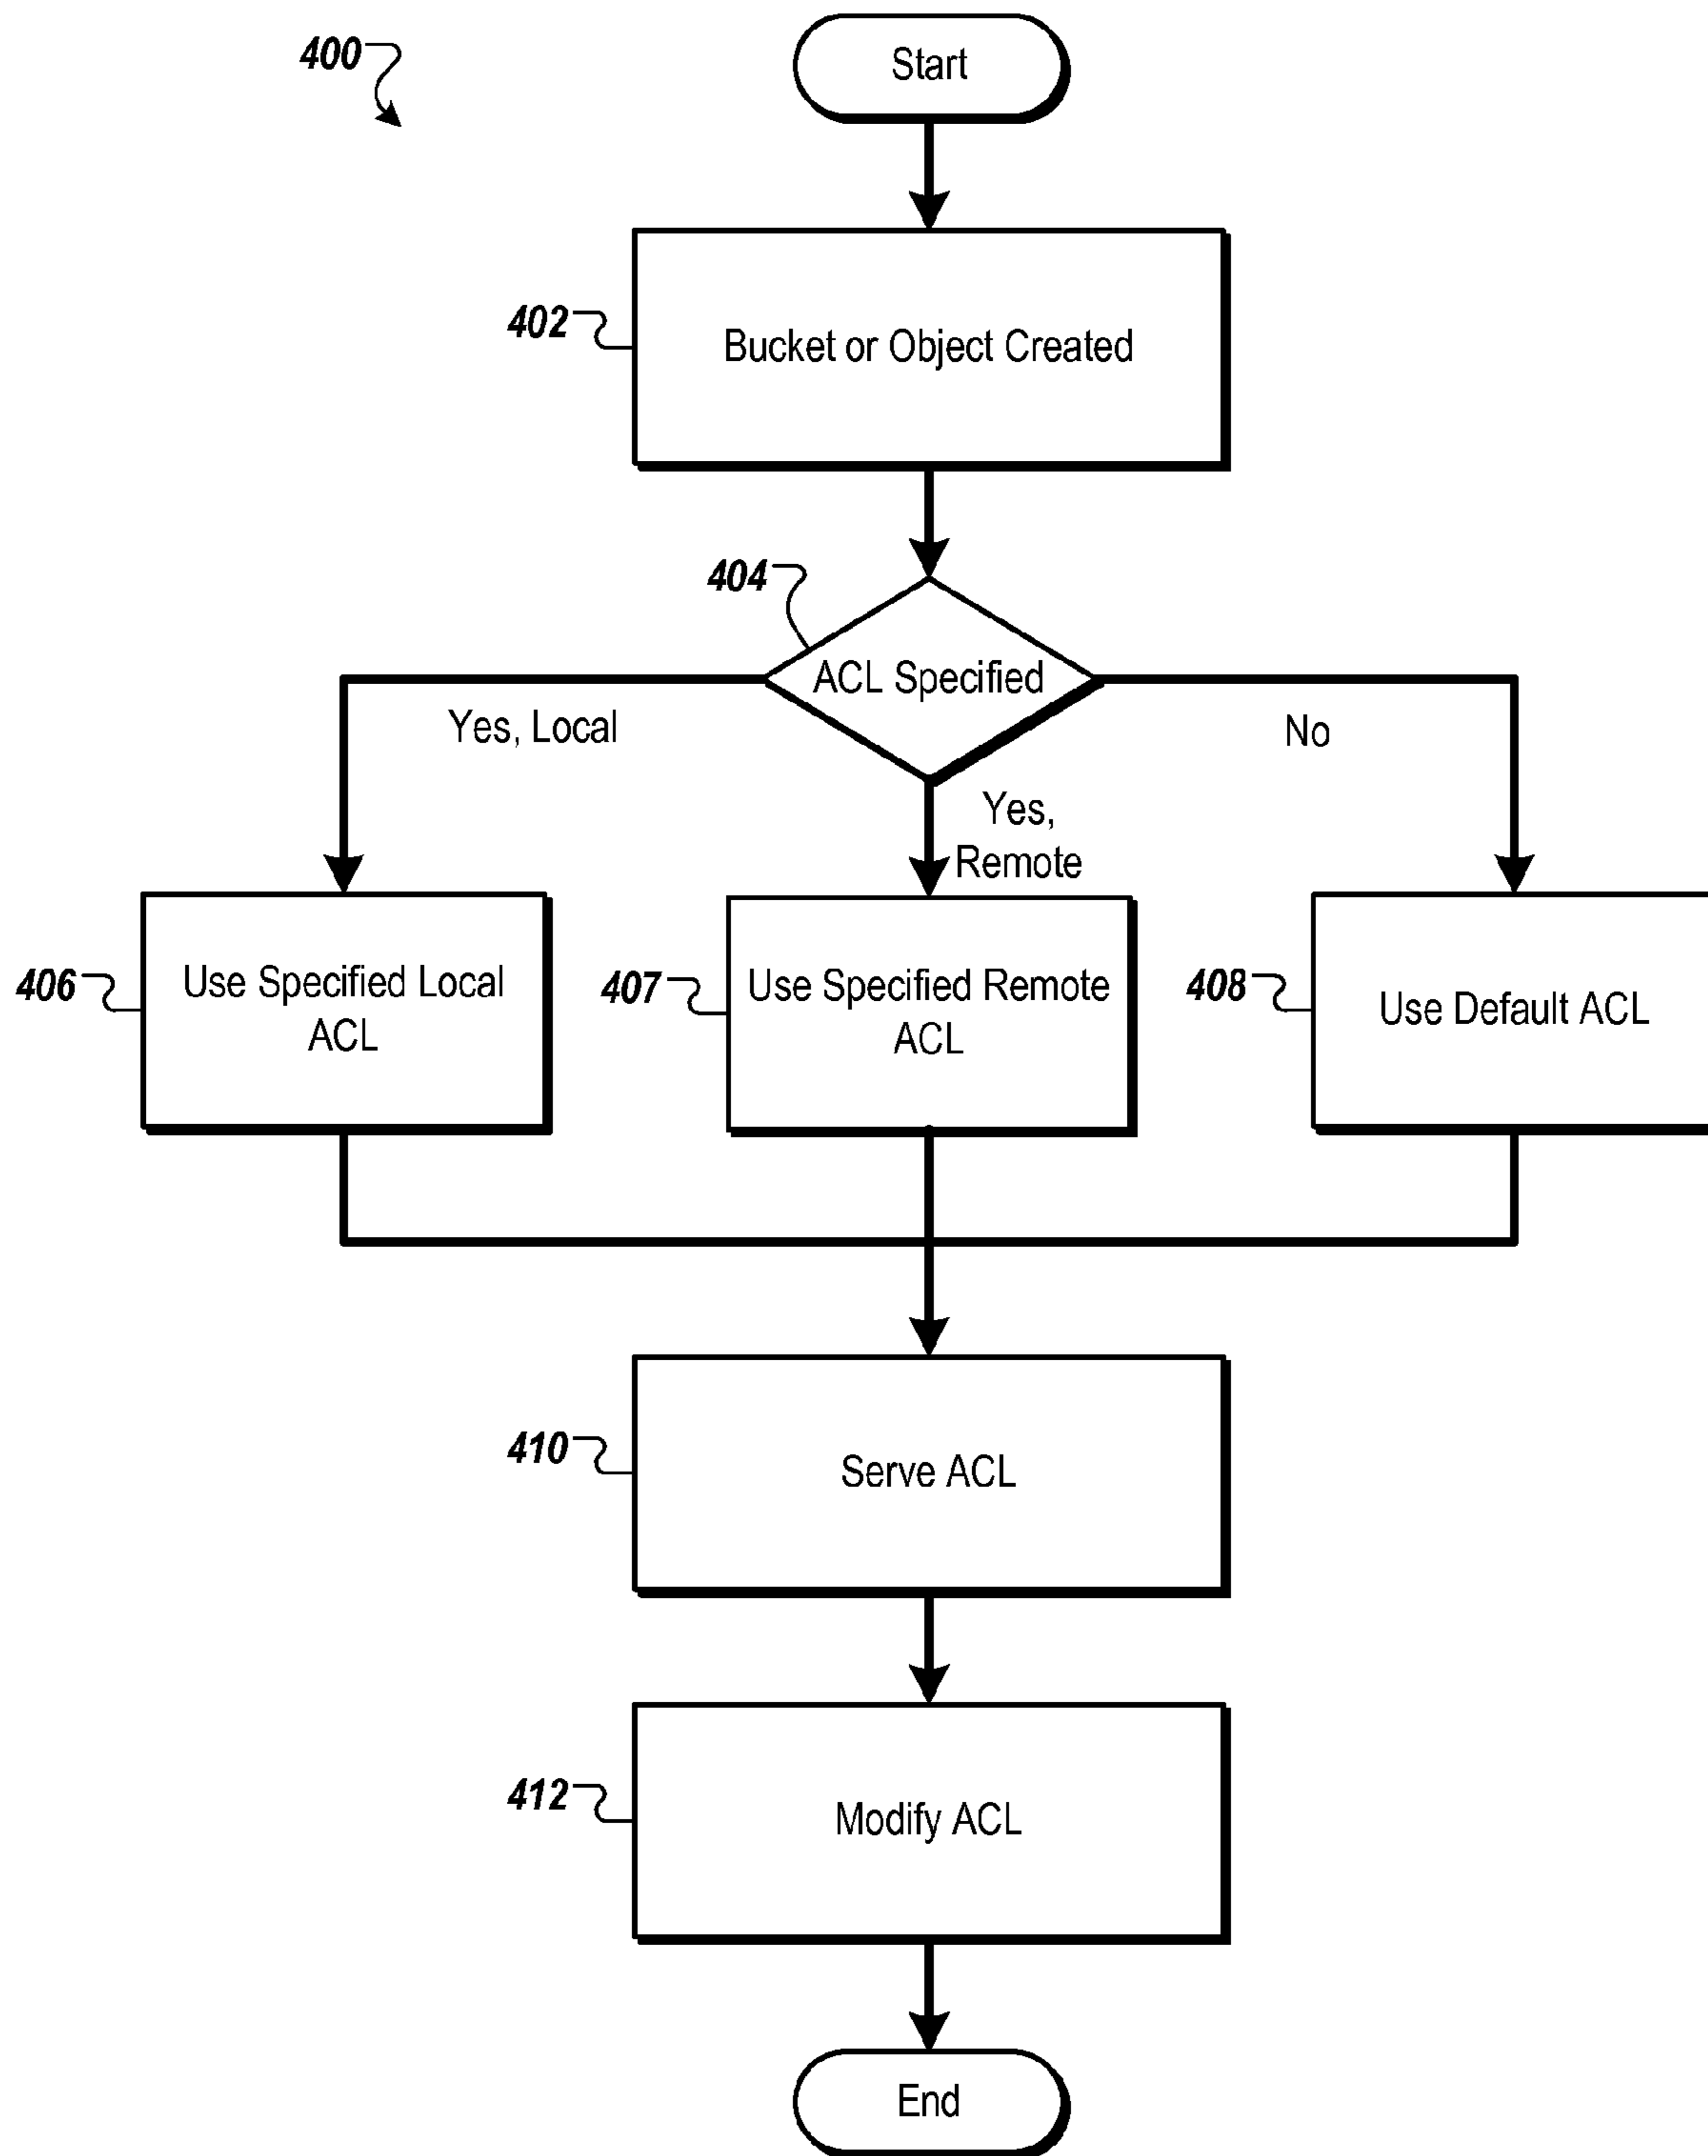 400
Start
402
Bucket or Object Created
404
ACL Specified
Yes, Local
No
Yes,
Remote
406
Use Specified Local
ACL
407
Use Specified Remote
ACL
408
Use Default ACL
410
Serve ACL
412
Modify ACL
End